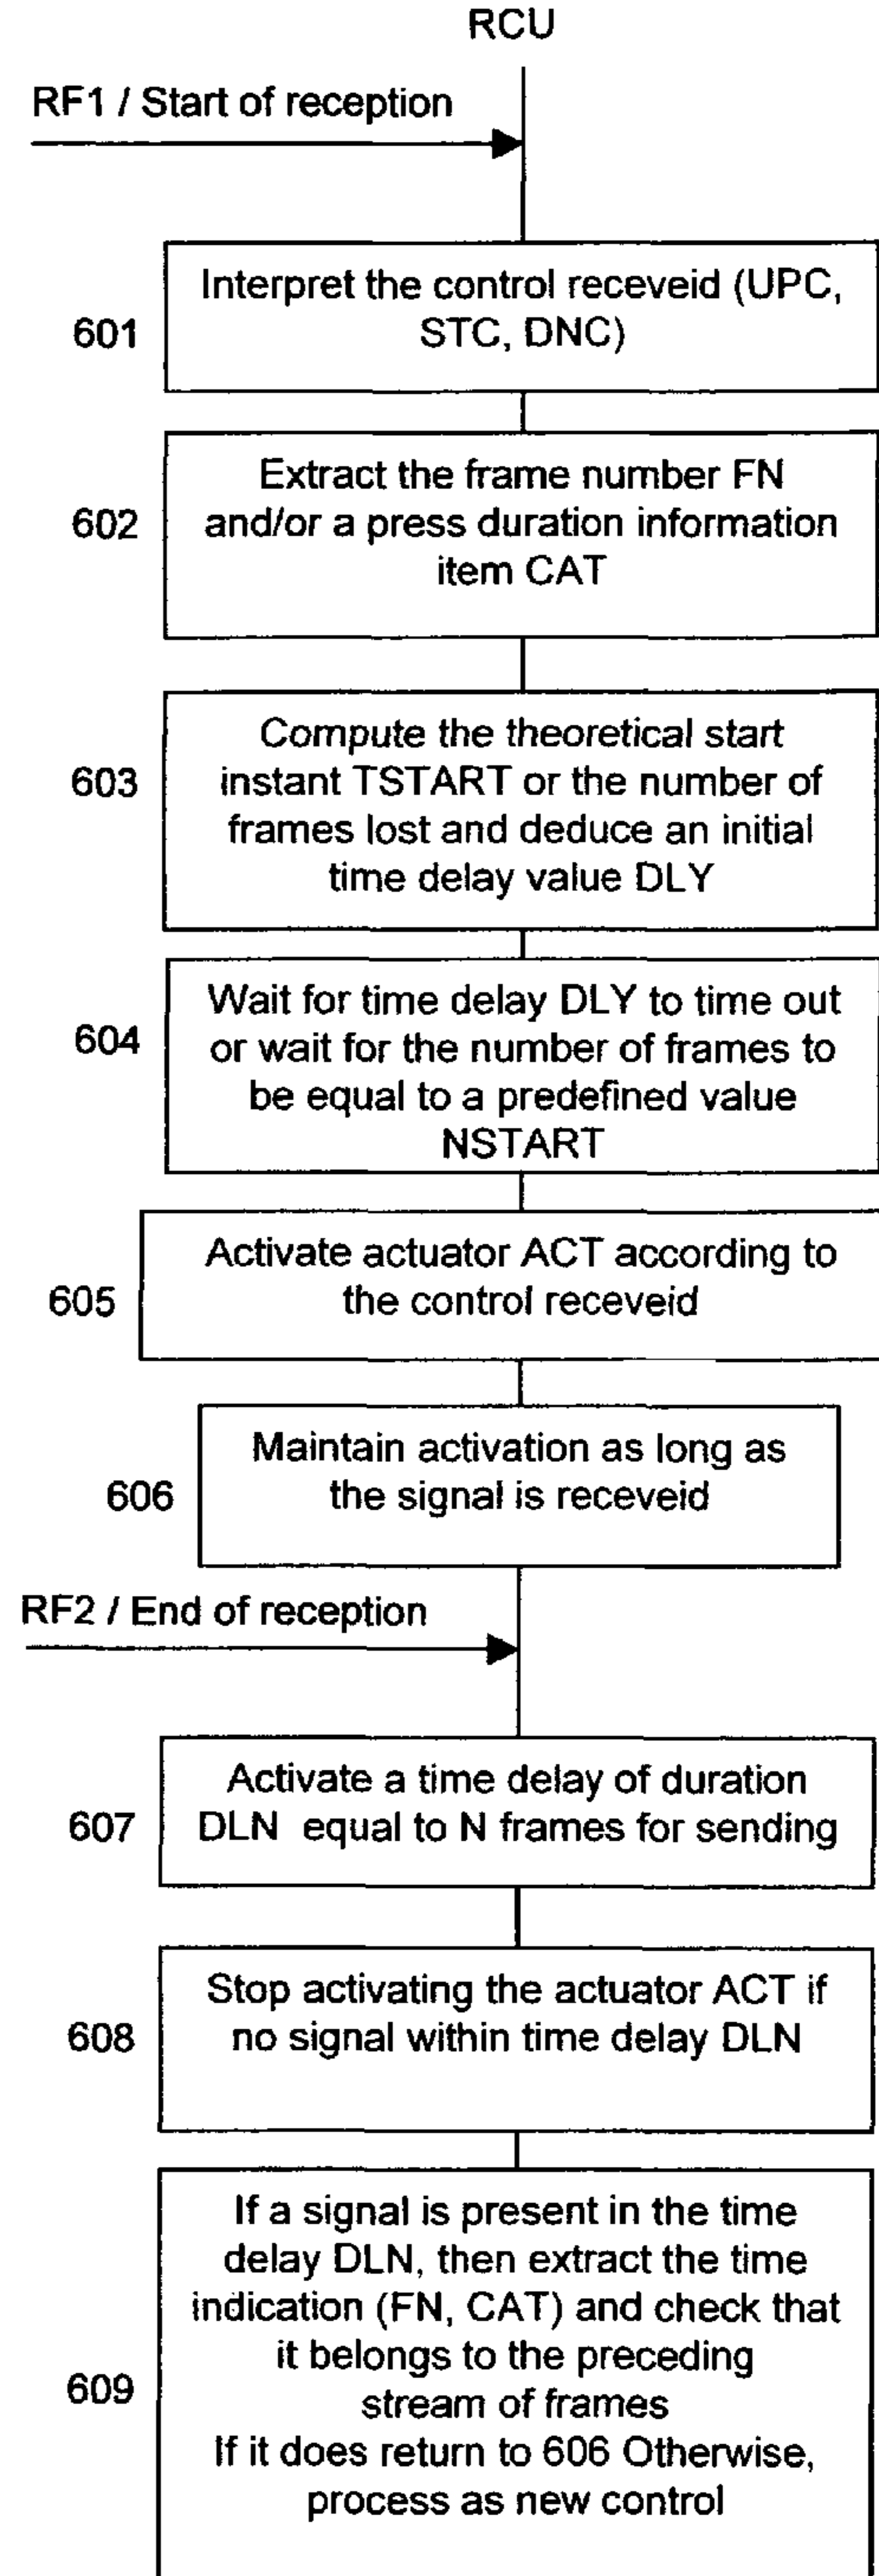 RCU
RF1 / Start of reception
Interpret the control receveid (UPC,
601
STC, DNC)
Extract the frame number FN
602
and/or a press duration information
item CAT
Compute the theoretical start
603
instant TSTART or the number of
frames lost and deduce an initial
time delay value DLY
Wait for time delay DLY to time out
604
or wait for the number of frames to
be equal to a predefined value
NSTART
Activate actuator ACT according to
605
the control receveid
Maintain activation as long as
606
the signal is receveid
RF2 / End of reception
Activate a time delay of duration
607
DLN equal to N frames for sending
Stop activating the actuator ACT if
608
no signal within time delay DLN
If a signal is present in the time
delay DLN, then extract the time
indication (FN, CAT) and check that
it belongs to the preceding
609
stream of frames
If it does return to 606 Otherwise,
process as new control